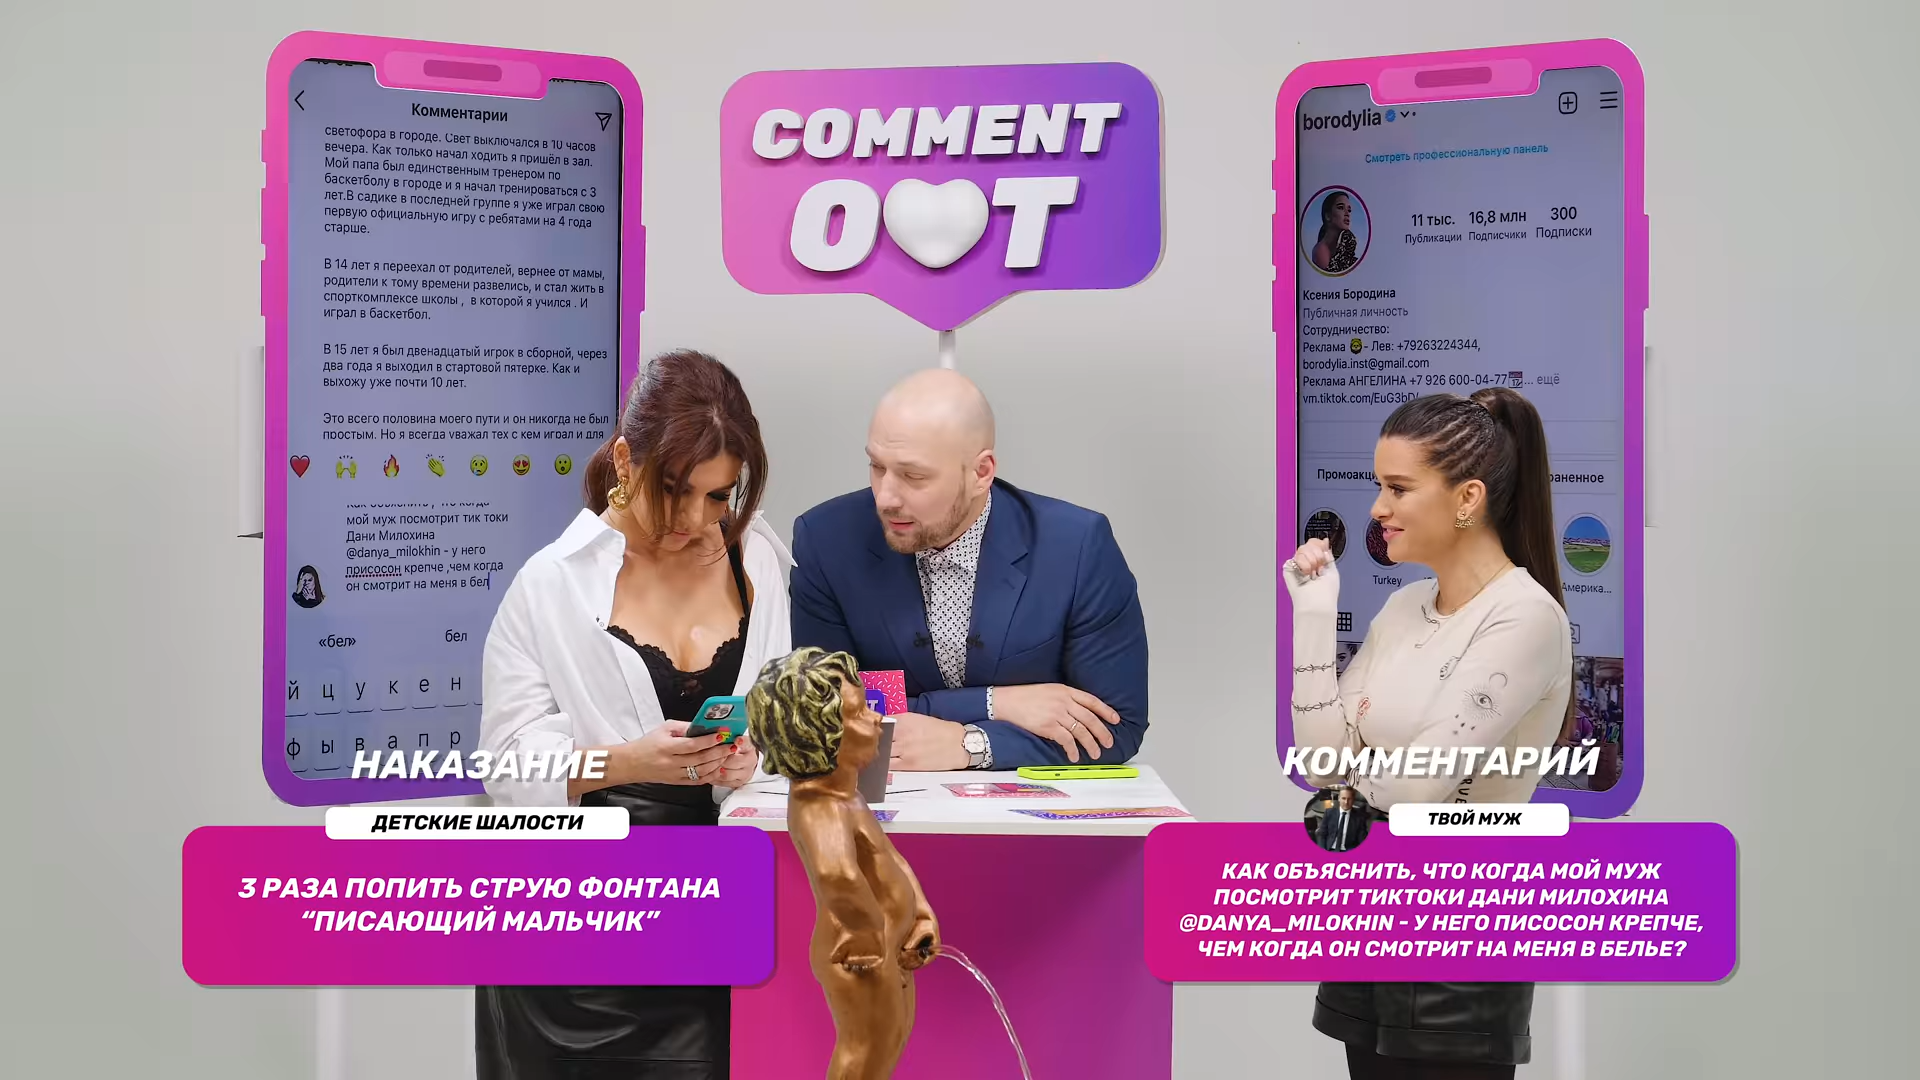 Комментарии
светофора в городе. Свет выключался в 10 часов
вечера. Как только начал ходить я пришёл в зал.
Мой папа был единственным тренером по
баскетболу в городе и я начал тренироваться с 3
лет.В садике в последней группе я уже играл свою
первую официальную игру с ребятами на 4 года
старше.
В 14 лет я переехал от родителей, вернее от мамы,
родители к тому времени развелись, и стал жить в
спорткомплексе школы , в которой я учился . И
играл в баскетбол.
В 15 лет я был двенадцатый игрок в сборной, через
два года я выходил в стартовой пятерке. Как и
выхожу уже почти 10 лет.
Это всего половина моего пути и он никогда не был
простым. Но я всегда уважал тех с кем играл и для
как объяснить , что когда
мой муж посмотрит тик токи
Дани Милохина
@danya_milokhin - у него
присосон крепче ,чем когда
он смотрит на меня в бел
«бел»
бел
й ц у к е н
ф ы в а п р
COMMENT
OUT
borodylia
Смотреть профессиональную панель
11 тыс. 16,8 млн 300
Публикации Подписчики Подписки
Ксения Бородина
Публичная личность
Сотрудничество:
Реклама - Лев: +79263224344,
borodylia.inst@gmail.com
Реклама АНГЕЛИНА +7 926 600-04-77 ... ещё
vm.tiktok.com/EuG3bD/
Промоакц
раненное
Turkey
Америка...
НАКАЗАНИЕ
ДЕТСКИЕ ШАЛОСТИ
3 РАЗА ПОПИТЬ СТРУЮ ФОНТАНА
“ПИСАЮЩИЙ МАЛЬЧИК”
КОММЕНТАРИЙ
ТВОЙ МУЖ
КАК ОБЪЯСНИТЬ, ЧТО КОГДА МОЙ МУЖ
ПОСМОТРИТ ТИКТОКИ ДАНИ МИЛОХИНА
@DANYA_MILOKHIN - У НЕГО ПИСОСОН КРЕПЧЕ,
ЧЕМ КОГДА ОН СМОТРИТ НА МЕНЯ В БЕЛЬЕ?